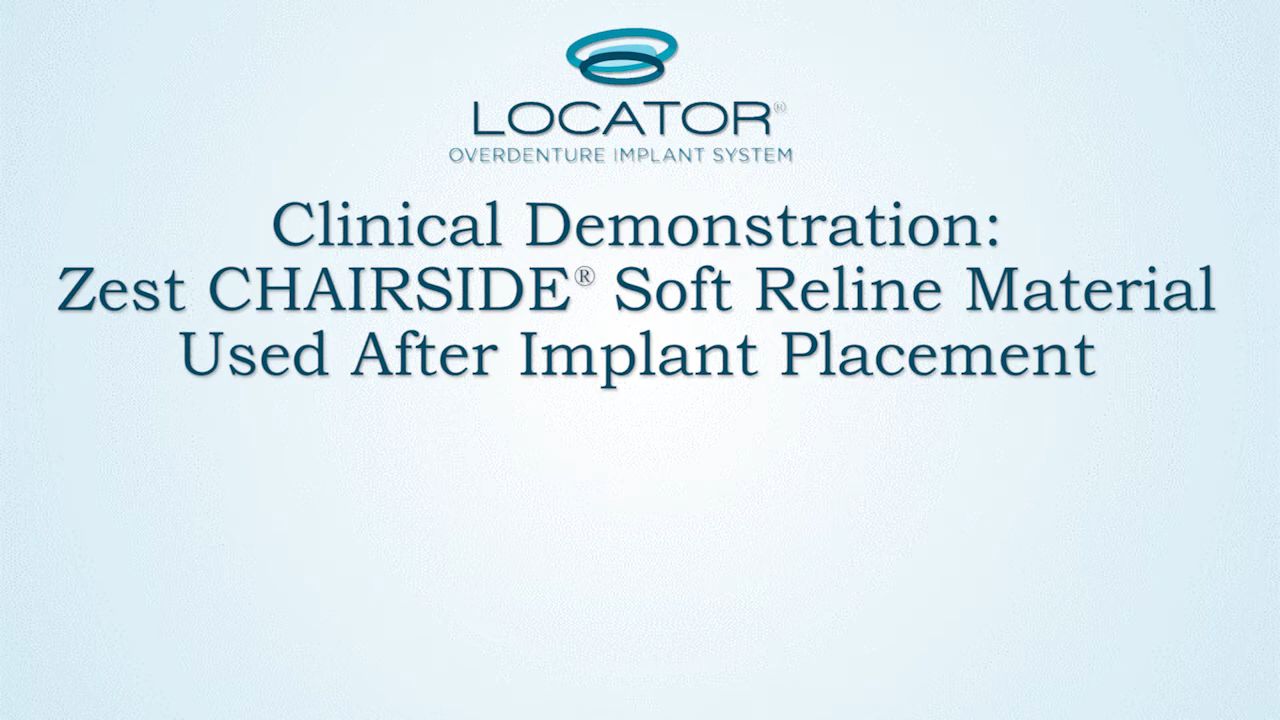 LOCATOR®
OVERDENTURE IMPLANT SYSTEM
Clinical Demonstration:
Zest CHAIRSIDE® Soft Reline Material
Used After Implant Placement